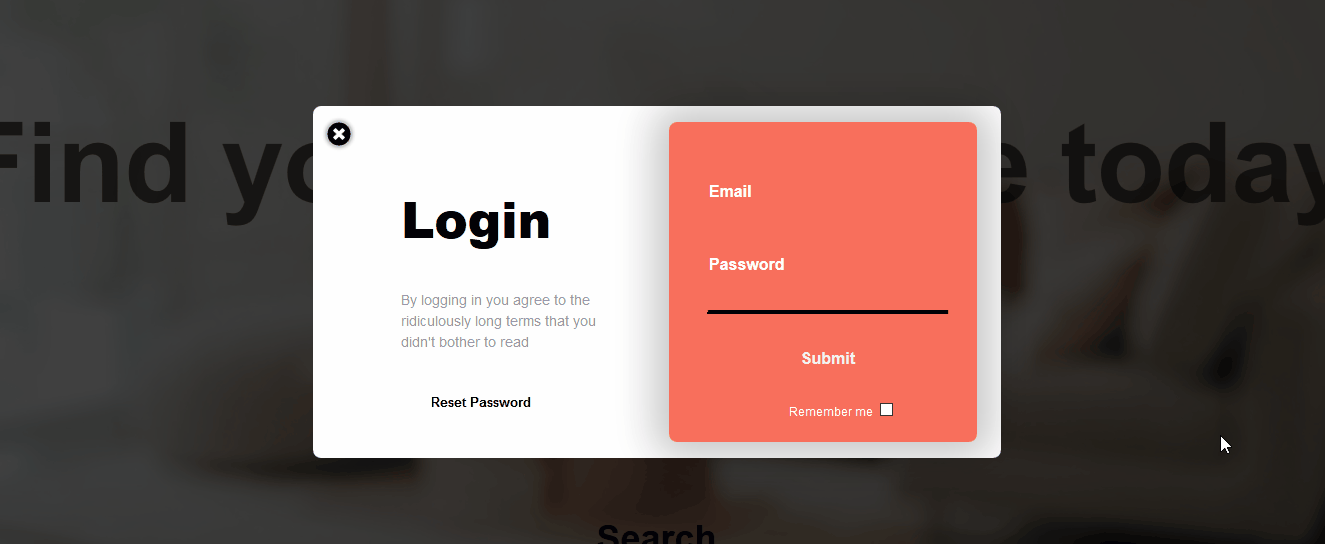 Find yo
e today
Login
By logging in you agree to the
ridiculously long terms that you
didn't bother to read
Reset Password
Email
Password
Submit
Remember me
Search